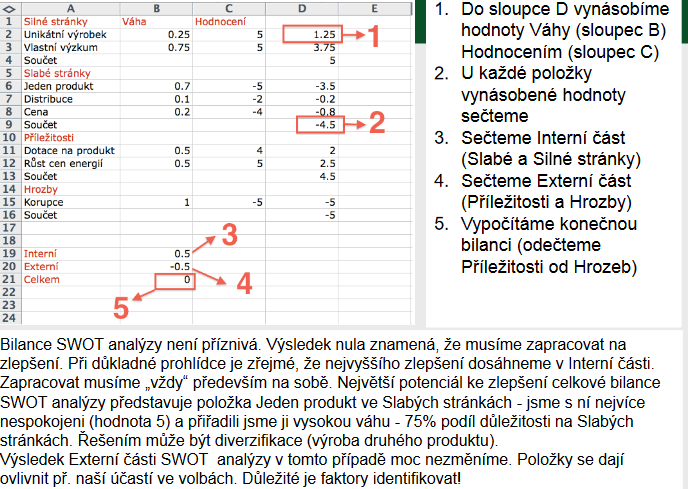 A B C D E
1 Silné stránky Váha Hodnocení
2 Unikátní výrobek 0.25 5 1.25
3 Vlastní výzkum 0.75 5 3.75
4 Součet 5
5 Slabé stránky
6 Jeden produkt 0.7 -5 -3.5
7 Distribuce 0.1 -2 -0.2
8 Cena 0.2 -4 -0.8
9 Součet -4.5
10 Příležitosti
11 Dotace na produkt 0.5 4 2
12 Růst cen energií 0.5 5 2.5
13 Součet 4.5
14 Hrozby
15 Korupce 1 -5 -5
16 Součet -5
17
18
19 Interní 0.5
20 Externí -0.5
21 Celkem 0
22
23
24
1
2
3
4
5
1. Do sloupce D vynásobíme
hodnoty Váhy (sloupec B)
Hodnocením (sloupec C)
2. U každé položky
vynásobené hodnoty
sečteme
3. Sečteme Interní část
(Slabé a Silné stránky)
4. Sečteme Externí část
(Příležitosti a Hrozby)
5. Vypočítáme konečnou
bilanci (odečteme
Příležitosti od Hrozeb)
Bilance SWOT analýzy není příznivá. Výsledek nula znamená, že musíme zapracovat na
zlepšení. Při důkladné prohlídce je zřejmé, že nejvyššího zlepšení dosáhneme v Interní části.
Zapracovat musíme „vždy“ především na sobě. Největší potenciál ke zlepšení celkové bilance
SWOT analýzy představuje položka Jeden produkt ve Slabých stránkách - jsme s ní nejvíce
nespokojeni (hodnota 5) a přiřadili jsme ji vysokou váhu - 75% podíl důležitosti na Slabých
stránkách. Řešením může být diverzifikace (výroba druhého produktu).
Výsledek Externí části SWOT analýzy v tomto případě moc nezměníme. Položky se dají
ovlivnit př. naší účastí ve volbách. Důležité je faktory identifikovat!